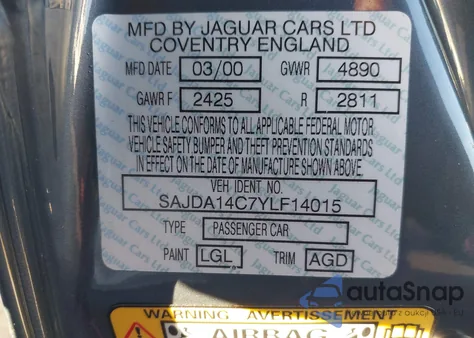 MFD BY JAGUAR CARS LTD
COVENTRY ENGLAND
MFD DATE 03/00 GVWR 4890
GAWR F 2425 R 2811
THIS VEHICLE CONFORMS TO ALL APPLICABLE FEDERAL MOTOR
VEHICLE SAFETY BUMPER AND THEFT PREVENTION STANDARDS
IN EFFECT ON THE DATE OF MANUFACTURE SHOWN ABOVE.
VEH IDENT NO.
SAJDA14C7YLF14015
TYPE PASSENGER CAR
PAINT LGL TRIM AGD
autoSnap
WARNING AVERTISSEMENT
AIRBAG